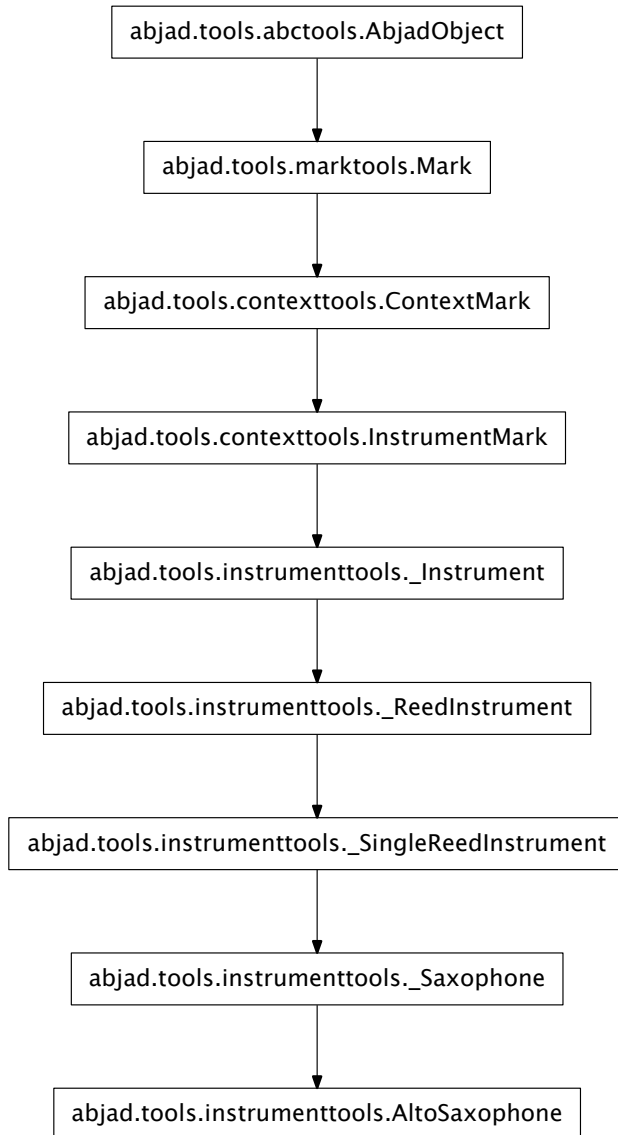 abjad.tools.abctools.AbjadObject
abjad.tools.marktools.Mark
abjad.tools.contexttools.ContextMark
abjad.tools.contexttools.InstrumentMark
abjad.tools.instrumenttools._Instrument
abjad.tools.instrumenttools._ReedInstrument
abjad.tools.instrumenttools._SingleReedInstrument
abjad.tools.instrumenttools._Saxophone
abjad.tools.instrumenttools.AltoSaxophone